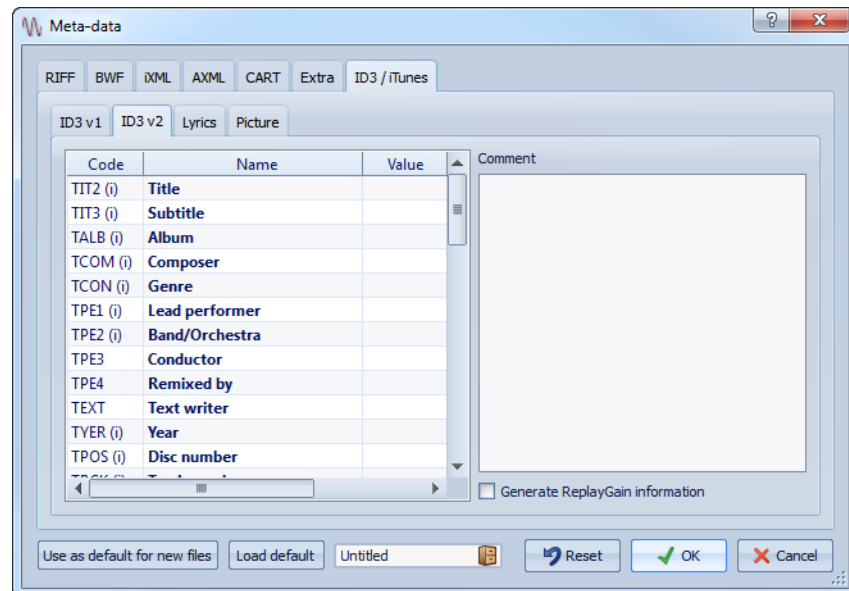 Meta-data
RIFF BWF iXML AXML CART Extra ID3 / iTunes
ID3 v1 ID3 v2 Lyrics Picture
Code Name Value
Comment
TIT2 (i) Title
TIT3 (i) Subtitle
TALB (i) Album
TCOM (i) Composer
TCON (i) Genre
TPE1 (i) Lead performer
TPE2 (i) Band/Orchestra
TPE3 Conductor
TPE4 Remixed by
TEXT Text writer
TYER (i) Year
TPOS (i) Disc number
Generate ReplayGain information
Use as default for new files Load default Untitled Reset OK Cancel